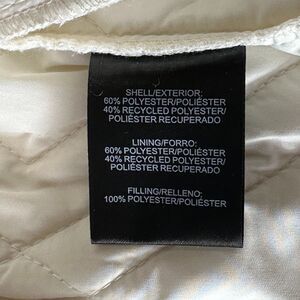 SHELL/EXTERIOR:
60% POLYESTER/POLIÉSTER
40% RECYCLED POLYESTER/
POLIÉSTER RECUPERADO
LINING/FORRO:
60% POLYESTER/POLIÉSTER
40% RECYCLED POLYESTER/
POLIÉSTER RECUPERADO
FILLING/RELLENO:
100% POLYESTER/POLIÉSTER